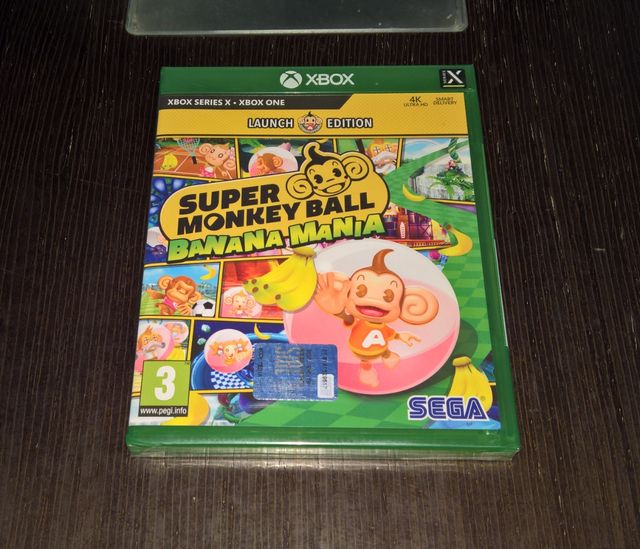 XBOX
SERIES X
XBOX SERIES X • XBOX ONE
4K
ULTRA HD
SMART
DELIVERY
LAUNCH EDITION
SUPER
MONKEY BALL
BANANA MANIA
A
3
www.pegi.info
SEGA